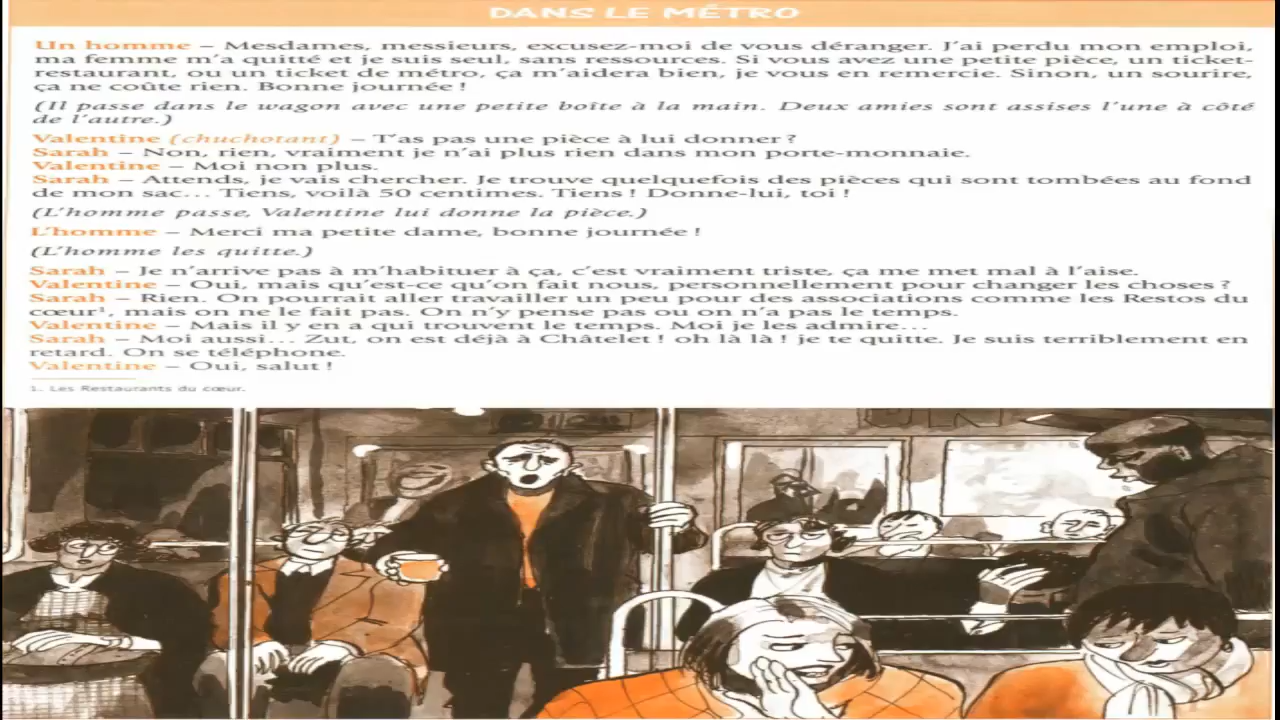 DANS LE MÉTRO
Un homme – Mesdames, messieurs, excusez-moi de vous déranger. J'ai perdu mon emploi,
ma femme m'a quitté et je suis seul, sans ressources. Si vous avez une petite pièce, un ticket-
restaurant, ou un ticket de métro, ça m'aidera bien, je vous en remercie. Sinon, un sourire,
ça ne coûte rien. Bonne journée !
(Il passe dans le wagon avec une petite boîte à la main. Deux amies sont assises l'une à côté
de l'autre.)
Valentine (chuchotant) – T'as pas une pièce à lui donner ?
Sarah – Non, rien, vraiment je n'ai plus rien dans mon porte-monnaie.
Valentine – Moi non plus.
Sarah – Attends, je vais chercher. Je trouve quelquefois des pièces qui sont tombées au fond
de mon sac... Tiens, voilà 50 centimes. Tiens ! Donne-lui, toi !
(L'homme passe, Valentine lui donne la pièce.)
L'homme – Merci ma petite dame, bonne journée !
(L'homme les quitte.)
Sarah – Je n'arrive pas à m'habituer à ça, c'est vraiment triste, ça me met mal à l'aise.
Valentine – Oui, mais qu'est-ce qu'on fait nous, personnellement pour changer les choses ?
Sarah – Rien. On pourrait aller travailler un peu pour des associations comme les Restos du
cœur¹, mais on ne le fait pas. On n'y pense pas ou on n'a pas le temps.
Valentine – Mais il y en a qui trouvent le temps. Moi je les admire...
Sarah – Moi aussi... Zut, on est déjà à Châtelet ! oh là là ! je te quitte. Je suis terriblement en
retard. On se téléphone.
Valentine – Oui, salut !
1. Les Restaurants du cœur.